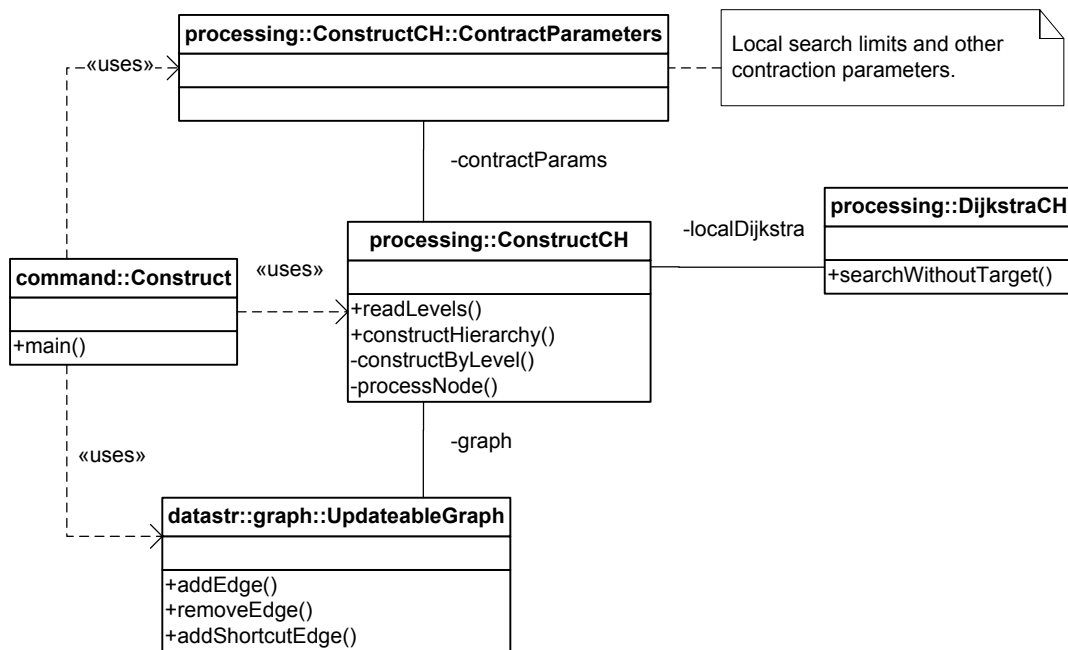 processing::ConstructCH::ContractParameters
Local search limits and other
contraction parameters.
«uses»
-contractParams
processing::DijkstraCH
+searchWithoutTarget()
-localDijkstra
processing::ConstructCH
+readLevels()
+constructHierarchy()
-constructByLevel()
-processNode()
«uses»
command::Construct
+main()
-graph
«uses»
datastr::graph::UpdateableGraph
+addEdge()
+removeEdge()
+addShortcutEdge()